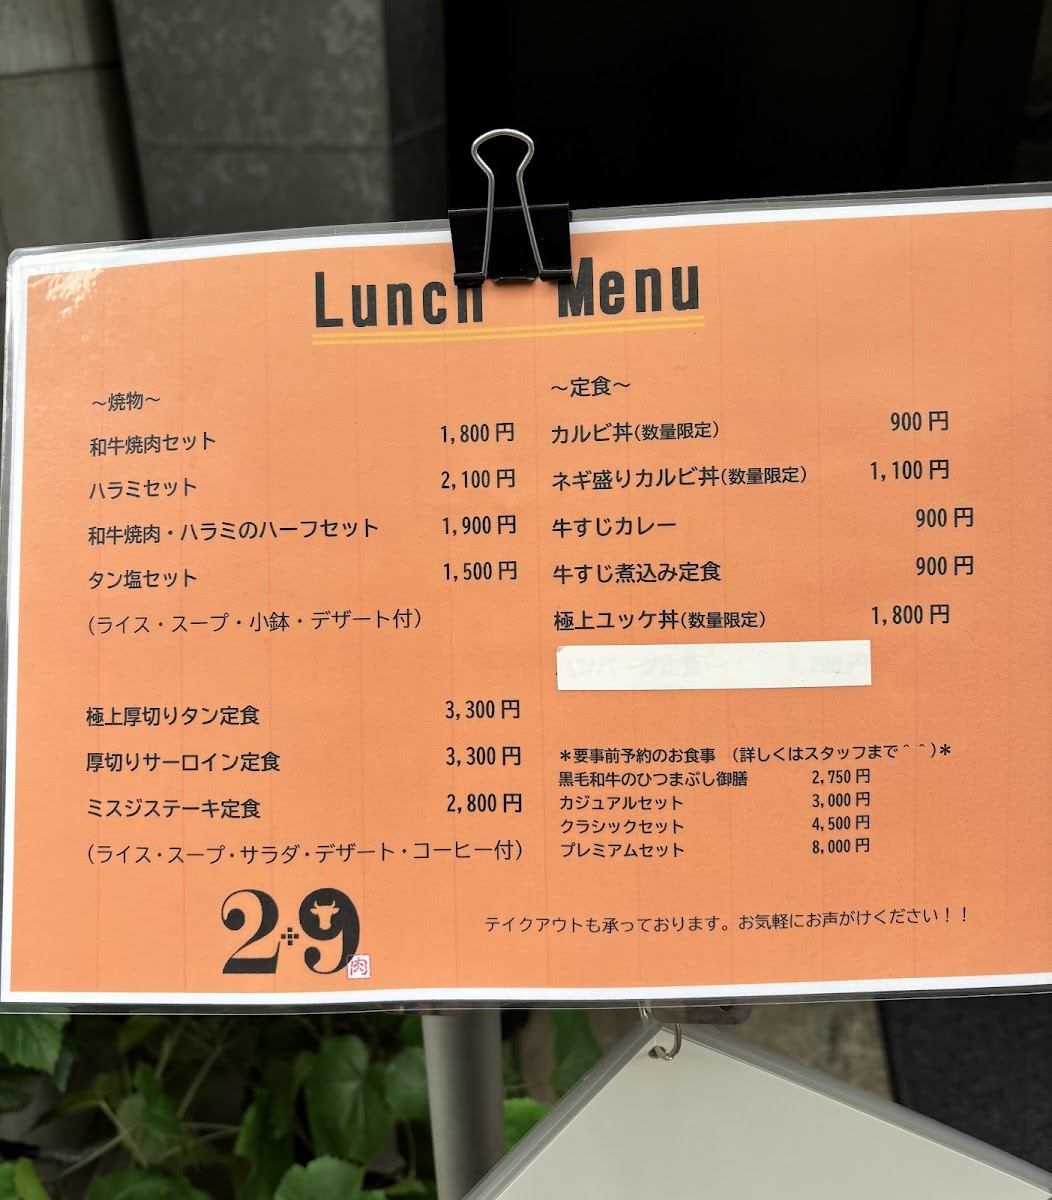 Lunch Menu
～焼物～
和牛焼肉セット 1,800円
ハラミセット 2,100円
和牛焼肉・ハラミのハーフセット 1,900円
タン塩セット 1,500円
(ライス・スープ・小鉢・デザート付)
極上厚切りタン定食 3,300円
厚切りサーロイン定食 3,300円
ミスジステーキ定食 2,800円
(ライス・スープ・サラダ・デザート・コーヒー付)
～定食～
カルビ丼(数量限定) 900円
ネギ盛りカルビ丼(数量限定) 1,100円
牛すじカレー 900円
牛すじ煮込み定食 900円
極上ユッケ丼(数量限定) 1,800円
＊要事前予約のお食事 (詳しくはスタッフまで＾＾)＊
黒毛和牛のひつまぶし御膳 2,750円
カジュアルセット 3,000円
クラシックセット 4,500円
プレミアムセット 8,000円
2+9
肉
テイクアウトも承っております。お気軽にお声がけください！！